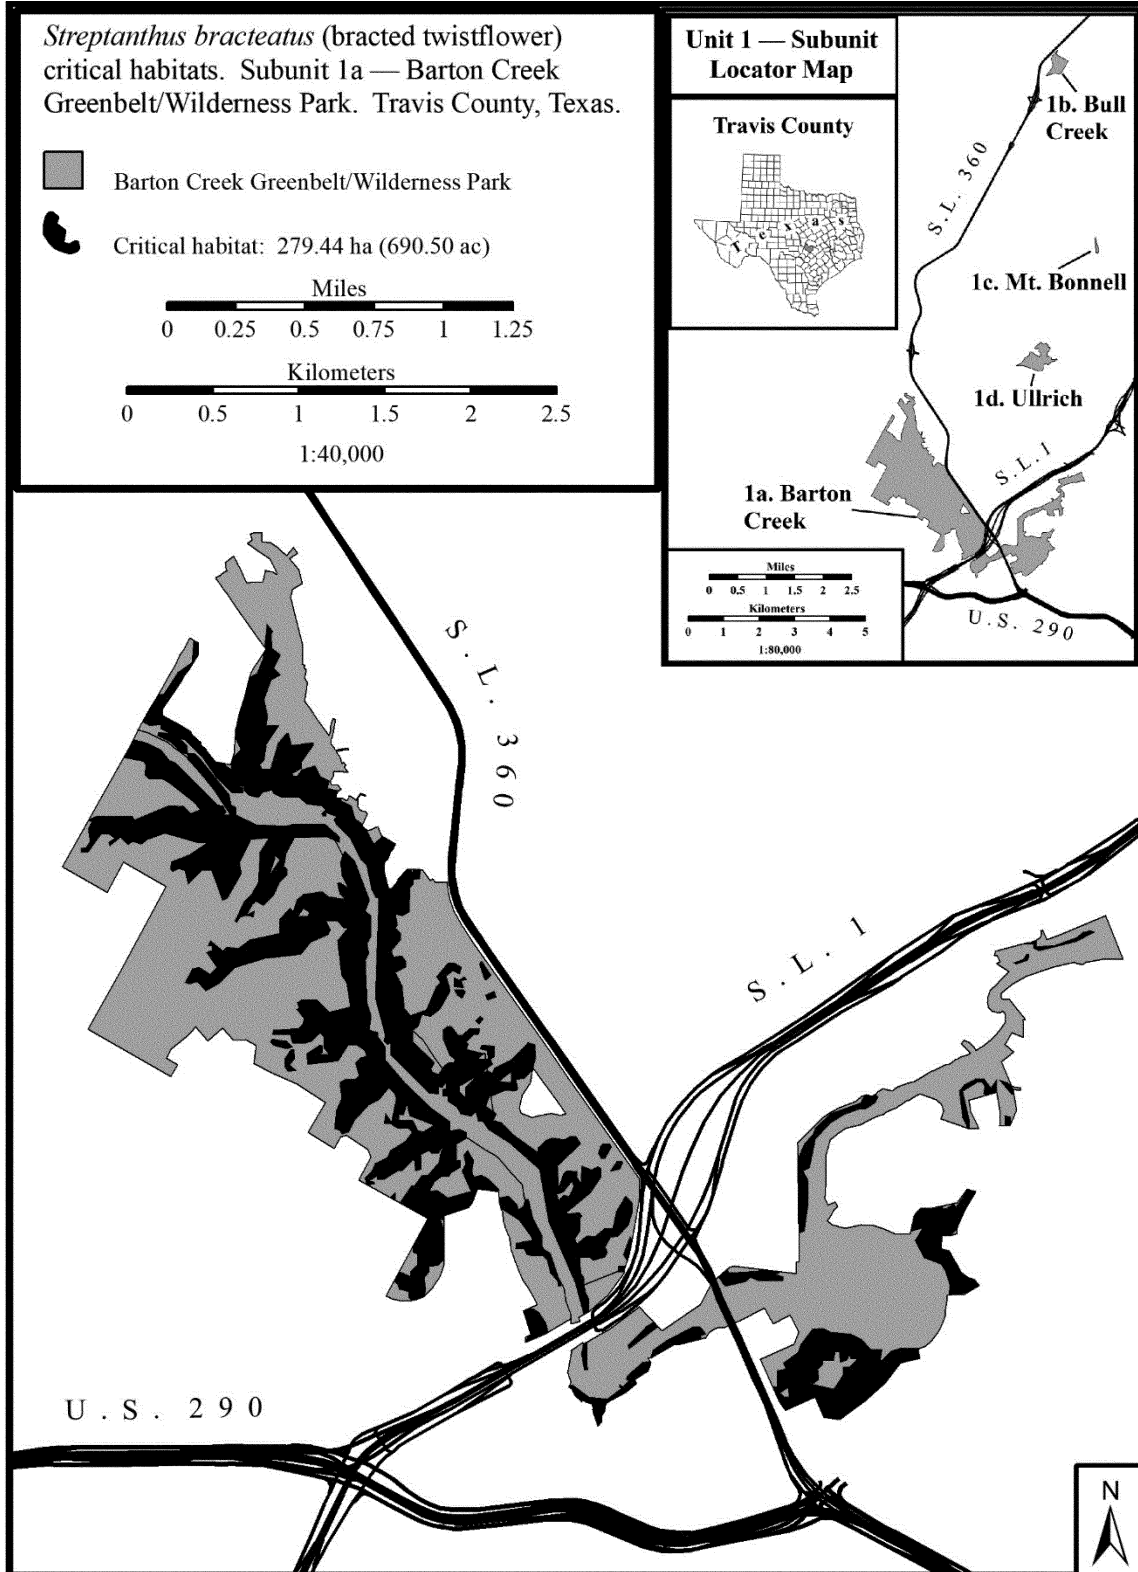 Streptanthus bracteatus (bracted twistflower)
critical habitats.  Subunit 1a — Barton Creek
Greenbelt/Wilderness Park.  Travis County, Texas.
Barton Creek Greenbelt/Wilderness Park
Critical habitat:  279.44 ha (690.50 ac)
Miles
0 0.25 0.5 0.75 1 1.25
Kilometers
0 0.5 1 1.5 2 2.5
1:40,000
Unit 1 — Subunit
Locator Map
Travis County
Texas
1b. Bull
Creek
S.L. 360
1c. Mt. Bonnell
1d. Ullrich
S.L.1
1a. Barton
Creek
U.S. 290
Miles
0 0.5 1 1.5 2 2.5
Kilometers
0 1 2 3 4 5
1:80,000
S.L. 360
S.L. 1
U.S. 290
N